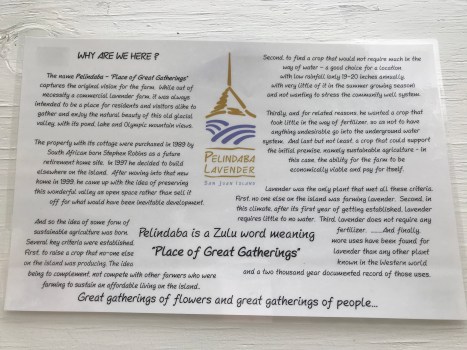 WHY ARE WE HERE ?
The name Pelindaba - "Place of Great Gatherings"
captures the original vision for the farm. While out of
necessity a commercial lavender farm, it was always
intended to be a place for residents and visitors alike to
gather and enjoy the natural beauty of this old glacial
valley, with its pond, lake and Olympic mountain views.
The property with its cottage were purchased in 1989 by
South African born Stephen Robins as a future
retirement home site. In 1997 he decided to build
elsewhere on the island. After moving into that new
home in 1999, he came up with the idea of preserving
this wonderful valley as open space rather than sell it
off for what would have been inevitable development.
And so the idea of some form of
sustainable agriculture was born.
Several key criteria were established.
First, to raise a crop that no-one else
on the island was producing. The idea
being to complement, not compete with other farmers who were
farming to sustain an affordable living on the island.
PELINDABA
LAVENDER
SAN JUAN ISLAND
Second, to find a crop that would not require much in the
way of water - a good choice for a location
with low rainfall (only 19-20 inches annually,
with very little of it in the summer growing season)
and not wanting to stress the community well system.
Thirdly, and for related reasons, he wanted a crop that
took little in the way of fertilizer, so as not to have
anything undesirable go into the underground water
system. And last but not least, a crop that could support
the initial premise, namely sustainable agriculture - in
this case, the ability for the farm to be
economically viable and pay for itself.
Lavender was the only plant that met all these criteria.
First, no one else on the island was farming lavender. Second, in
this climate, after its first year of getting established, lavender
requires little to no water. Third, lavender does not require any
fertilizer. ......And finally,
more uses have been found for
lavender than any other plant
known in the Western world
and a two thousand year documented record of those uses.
Pelindaba is a Zulu word meaning
"Place of Great Gatherings"
Great gatherings of flowers and great gatherings of people...